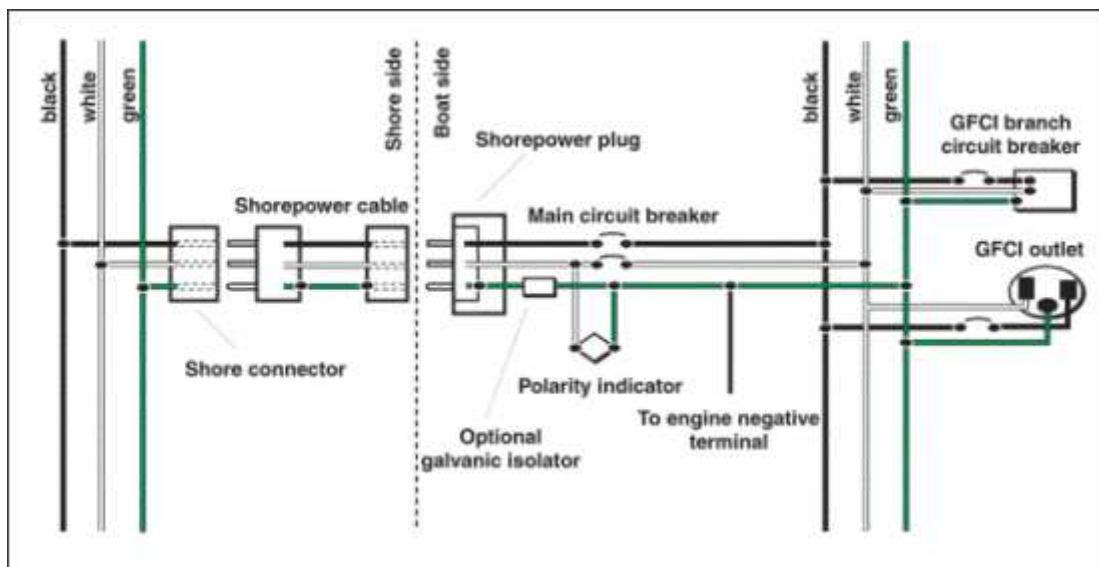 black
white
green
Shore side
Boat side
Shorepower plug
Shorepower cable
Main circuit breaker
black
white
green
GFCI branch
circuit breaker
GFCI outlet
Shore connector
Polarity indicator
Optional
galvanic isolator
To engine negative
terminal